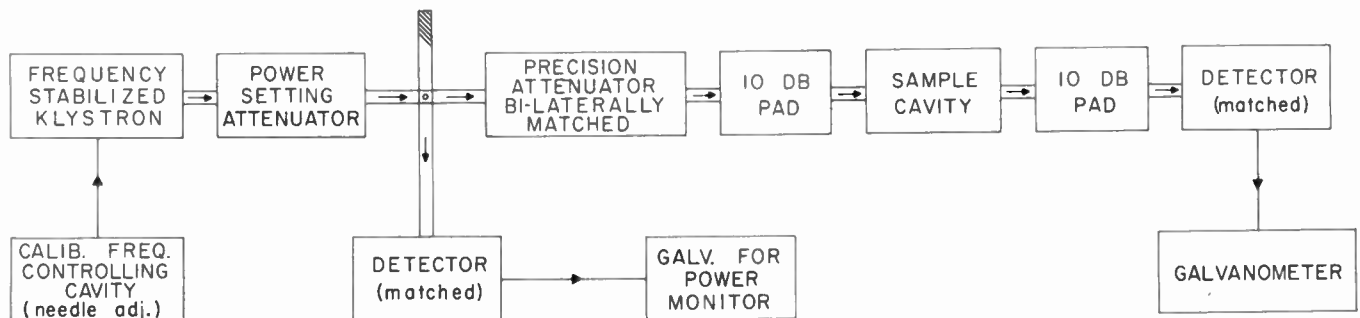 FREQUENCY
STABILIZED
KLYSTRON
POWER
SETTING
ATTENUATOR
PRECISION
ATTENUATOR
BI-LATERALLY
MATCHED
10 DB
PAD
SAMPLE
CAVITY
10 DB
PAD
DETECTOR
(matched)
CALIB. FREQ.
CONTROLLING
CAVITY
(needle adj.)
DETECTOR
(matched)
GALV. FOR
POWER
MONITOR
GALVANOMETER